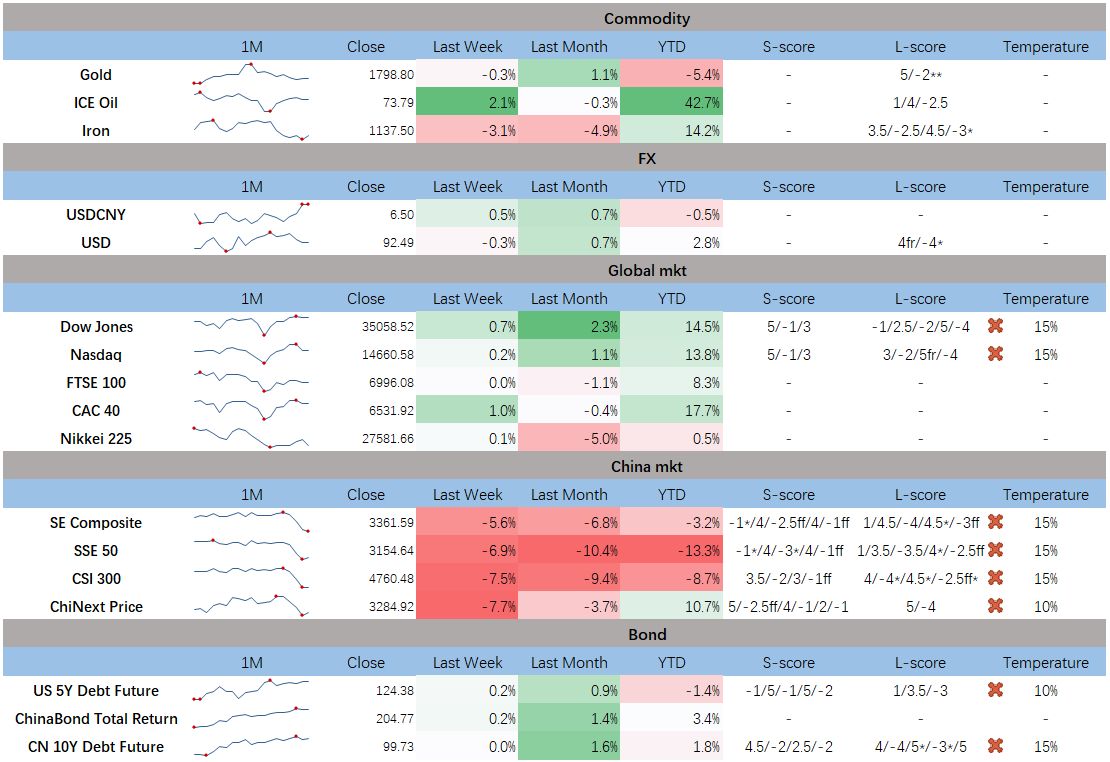 Commodity
1M Close Last Week Last Month YTD S-score L-score Temperature
Gold 1798.80 -0.3% 1.1% -5.4% - 5/-2** -
ICE Oil 73.79 2.1% -0.3% 42.7% - 1/4/-2.5 -
Iron 1137.50 -3.1% -4.9% 14.2% - 3.5/-2.5/4.5/-3* -
FX
1M Close Last Week Last Month YTD S-score L-score Temperature
USDCNY 6.50 0.5% 0.7% -0.5% - - -
USD 92.49 -0.3% 0.7% 2.8% - 4fr/-4* -
Global mkt
1M Close Last Week Last Month YTD S-score L-score Temperature
Dow Jones 35058.52 0.7% 2.3% 14.5% 5/-1/3 -1/2.5/-2/5/-4 15%
Nasdaq 14660.58 0.2% 1.1% 13.8% 5/-1/3 3/-2/5fr/-4 15%
FTSE 100 6996.08 0.0% -1.1% 8.3% - - -
CAC 40 6531.92 1.0% -0.4% 17.7% - - -
Nikkei 225 27581.66 0.1% -5.0% 0.5% - - -
China mkt
1M Close Last Week Last Month YTD S-score L-score Temperature
SE Composite 3361.59 -5.6% -6.8% -3.2% -1*/4/-2.5ff/4/-1ff 1/4.5/-4/4.5*/-3ff 15%
SSE 50 3154.64 -6.9% -10.4% -13.3% -1*/4/-3*/4/-1ff 1/3.5/-3.5/4*/-2.5ff 15%
CSI 300 4760.48 -7.5% -9.4% -8.7% 3.5/-2/3/-1ff 4/-4*/4.5*/-2.5ff* 15%
ChiNext Price 3284.92 -7.7% -3.7% 10.7% 5/-2.5ff/4/-1/2/-1 5/-4 10%
Bond
1M Close Last Week Last Month YTD S-score L-score Temperature
US 5Y Debt Future 124.38 0.2% 0.9% -1.4% -1/5/-1/5/-2 1/3.5/-3 10%
ChinaBond Total Return 204.77 0.2% 1.4% 3.4% - - -
CN 10Y Debt Future 99.73 0.0% 1.6% 1.8% 4.5/-2/2.5/-2 4/-4/5*/-3*/5 15%